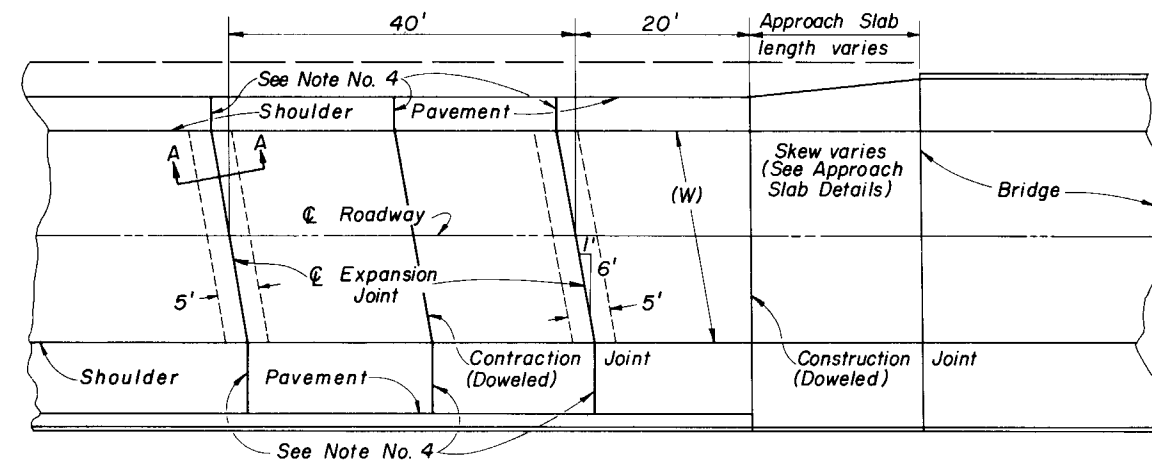 40'
20'
Approach Slab
length varies
See Note No. 4
Shoulder
Pavement
A
A
Skew varies
(See Approach
Slab Details)
(W)
Bridge
℄ Roadway
1'
6'
℄ Expansion
Joint
5'
5'
Contraction
(Doweled)
Joint
Construction
(Doweled)
Joint
Shoulder
Pavement
See Note No. 4